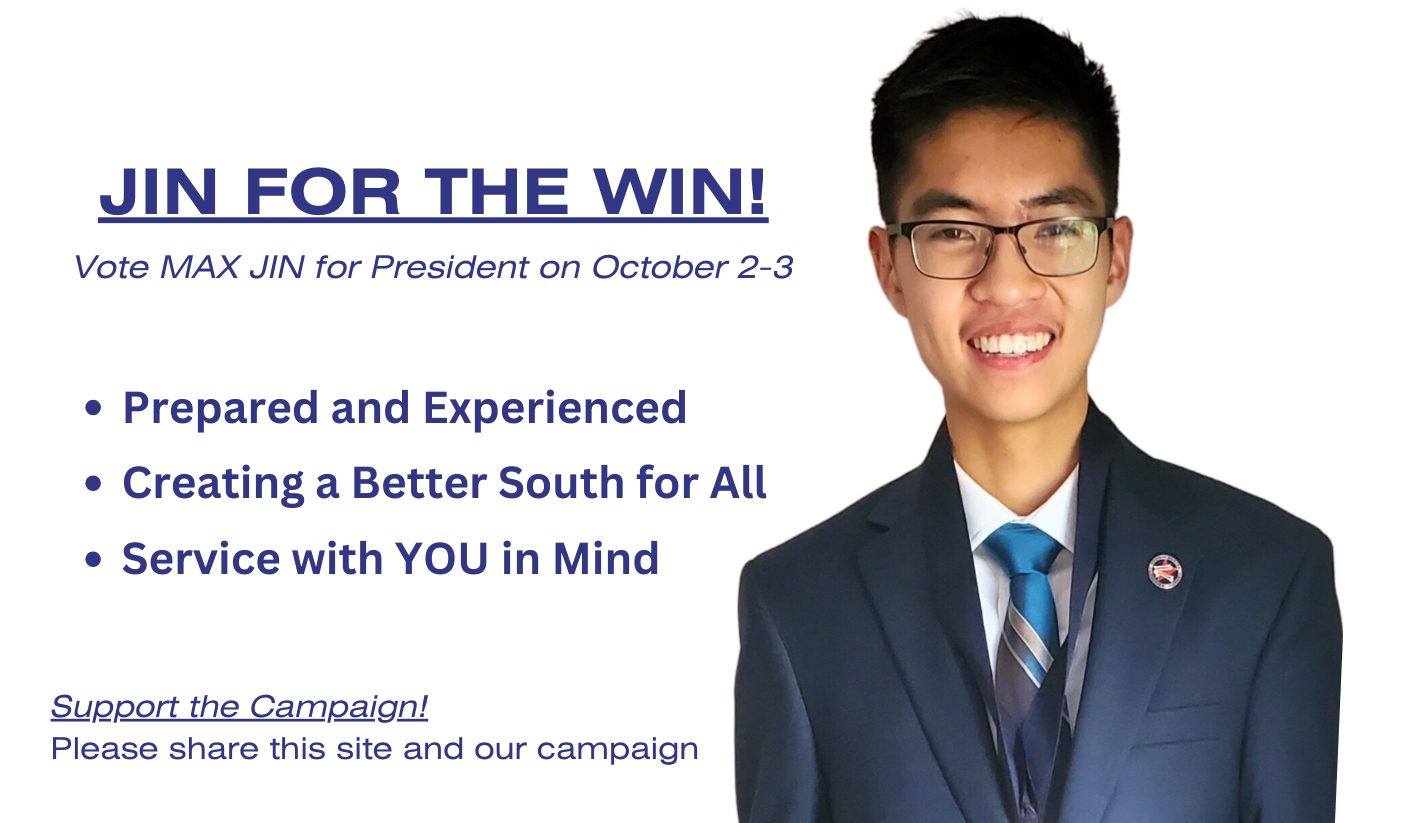 JIN FOR THE WIN!
Vote MAX JIN for President on October 2-3
• Prepared and Experienced
• Creating a Better South for All
• Service with YOU in Mind
Support the Campaign!
Please share this site and our campaign